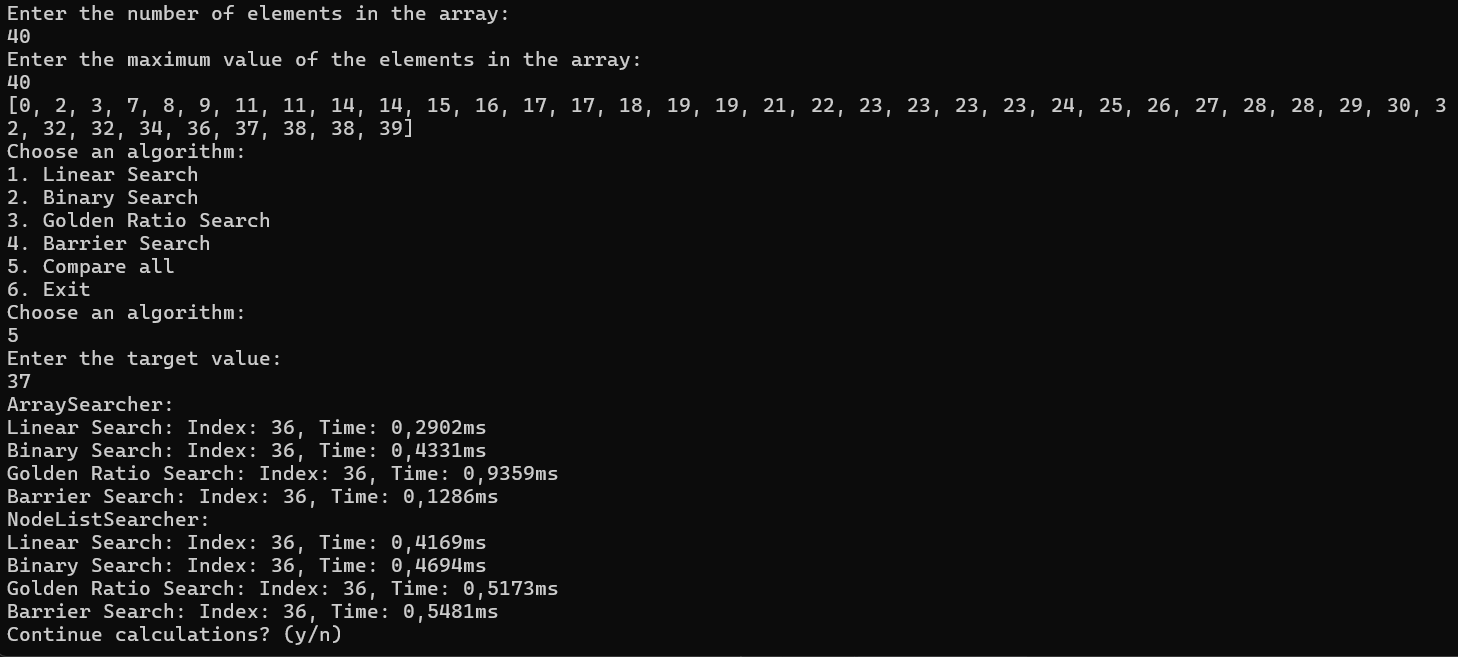 Enter the number of elements in the array:
40
Enter the maximum value of the elements in the array:
40
[0, 2, 3, 7, 8, 9, 11, 11, 14, 14, 15, 16, 17, 17, 18, 19, 19, 21, 22, 23, 23, 23, 23, 24, 25, 26, 27, 28, 28, 29, 30, 3
2, 32, 32, 34, 36, 37, 38, 38, 39]
Choose an algorithm:
1. Linear Search
2. Binary Search
3. Golden Ratio Search
4. Barrier Search
5. Compare all
6. Exit
Choose an algorithm:
5
Enter the target value:
37
ArraySearcher:
Linear Search: Index: 36, Time: 0,2902ms
Binary Search: Index: 36, Time: 0,4331ms
Golden Ratio Search: Index: 36, Time: 0,9359ms
Barrier Search: Index: 36, Time: 0,1286ms
NodeListSearcher:
Linear Search: Index: 36, Time: 0,4169ms
Binary Search: Index: 36, Time: 0,4694ms
Golden Ratio Search: Index: 36, Time: 0,5173ms
Barrier Search: Index: 36, Time: 0,5481ms
Continue calculations? (y/n)